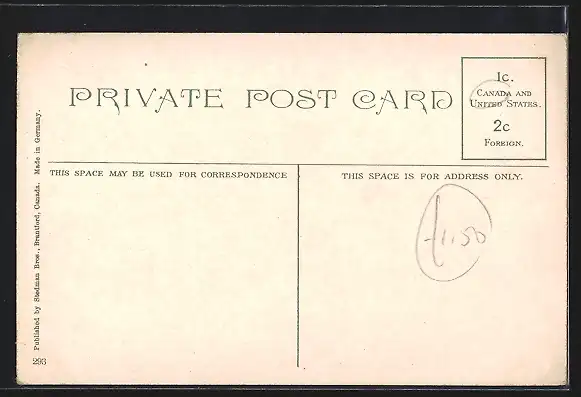 PRIVATE POST CARD
1c.
CANADA AND
UNITED STATES.
2c
FOREIGN.
THIS SPACE MAY BE USED FOR CORRESPONDENCE
THIS SPACE IS FOR ADDRESS ONLY.
1.50
Published by Stedman Bros., Brantford, Canada. Made in Germany.
293